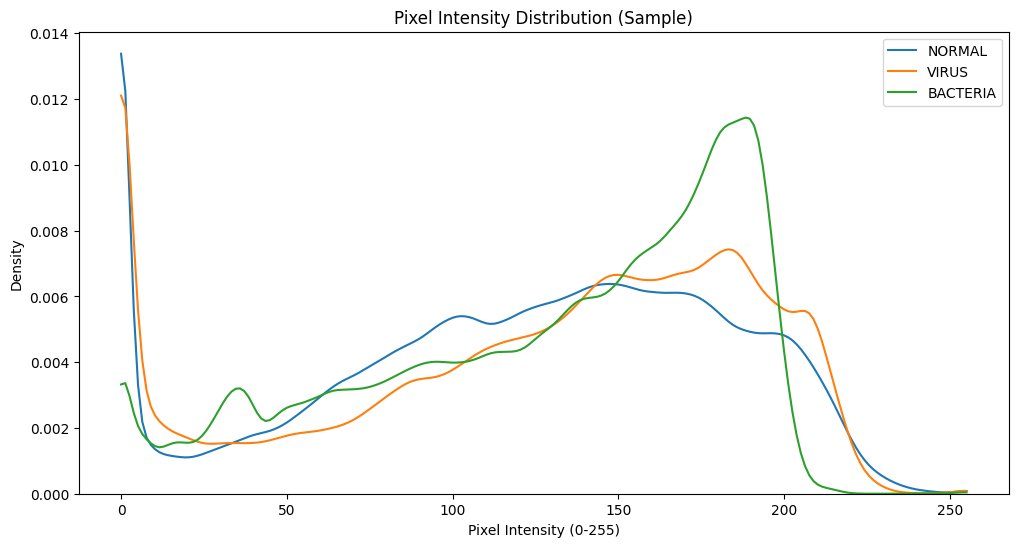 Pixel Intensity Distribution (Sample)
NORMAL
VIRUS
BACTERIA
Density
0.014
0.012
0.010
0.008
0.006
0.004
0.002
0.000
0 50 100 150 200 250
Pixel Intensity (0-255)